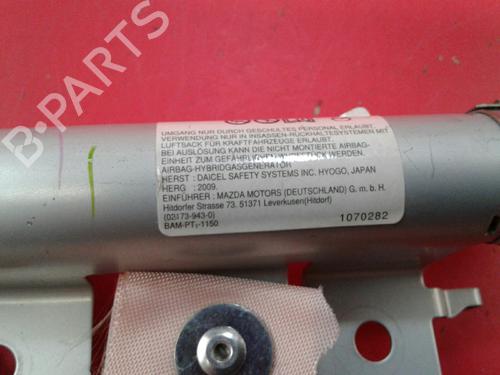 B-PARTS
UMGANG NUR DURCH GESCHULTES PERSONAL ERLAUBT.
VERWENDUNG NUR IN INSASSEN-RÜCKHALTESYSTEMEN MIT
LUFTSACK FÜR KRAFTFAHRZEUGE ERLAUBT.
BEI AUSLÖSUNG KANN DIE NICHT MONTIERTE AIRBAG-
EINHEIT ZUM WERDEN.
AIRBAG-HYBRIDGASGENERATOR
HERST : DAICEL SAFETY SYSTEMS INC. HYOGO, JAPAN
HERG : 2009.
EINFÜHRER : MAZDA MOTORS (DEUTSCHLAND) G. m. b. H.
Hitdorfer Strasse 73. 51371 Leverkusen(Hitdorf)
(02173-943-0)
BAM-PT₁-1150
1070282